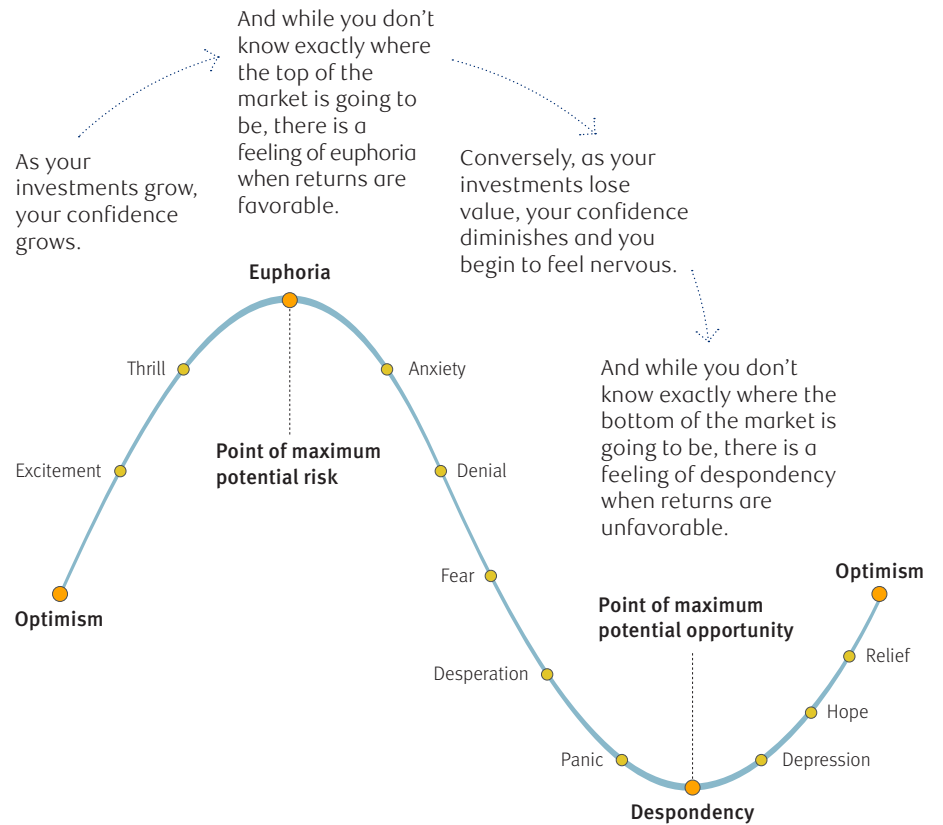 And while you don't
know exactly where
the top of the
market is going to
be, there is a
feeling of euphoria
when returns are
favorable.
As your
investments grow,
your confidence
grows.
Conversely, as your
investments lose
value, your confidence
diminishes and you
begin to feel nervous.
And while you don't
know exactly where the
bottom of the market is
going to be, there is a
feeling of despondency
when returns are
unfavorable.
Euphoria
Thrill
Anxiety
Point of maximum
potential risk
Excitement
Denial
Fear
Optimism
Optimism
Point of maximum
potential opportunity
Relief
Desperation
Hope
Panic
Depression
Despondency